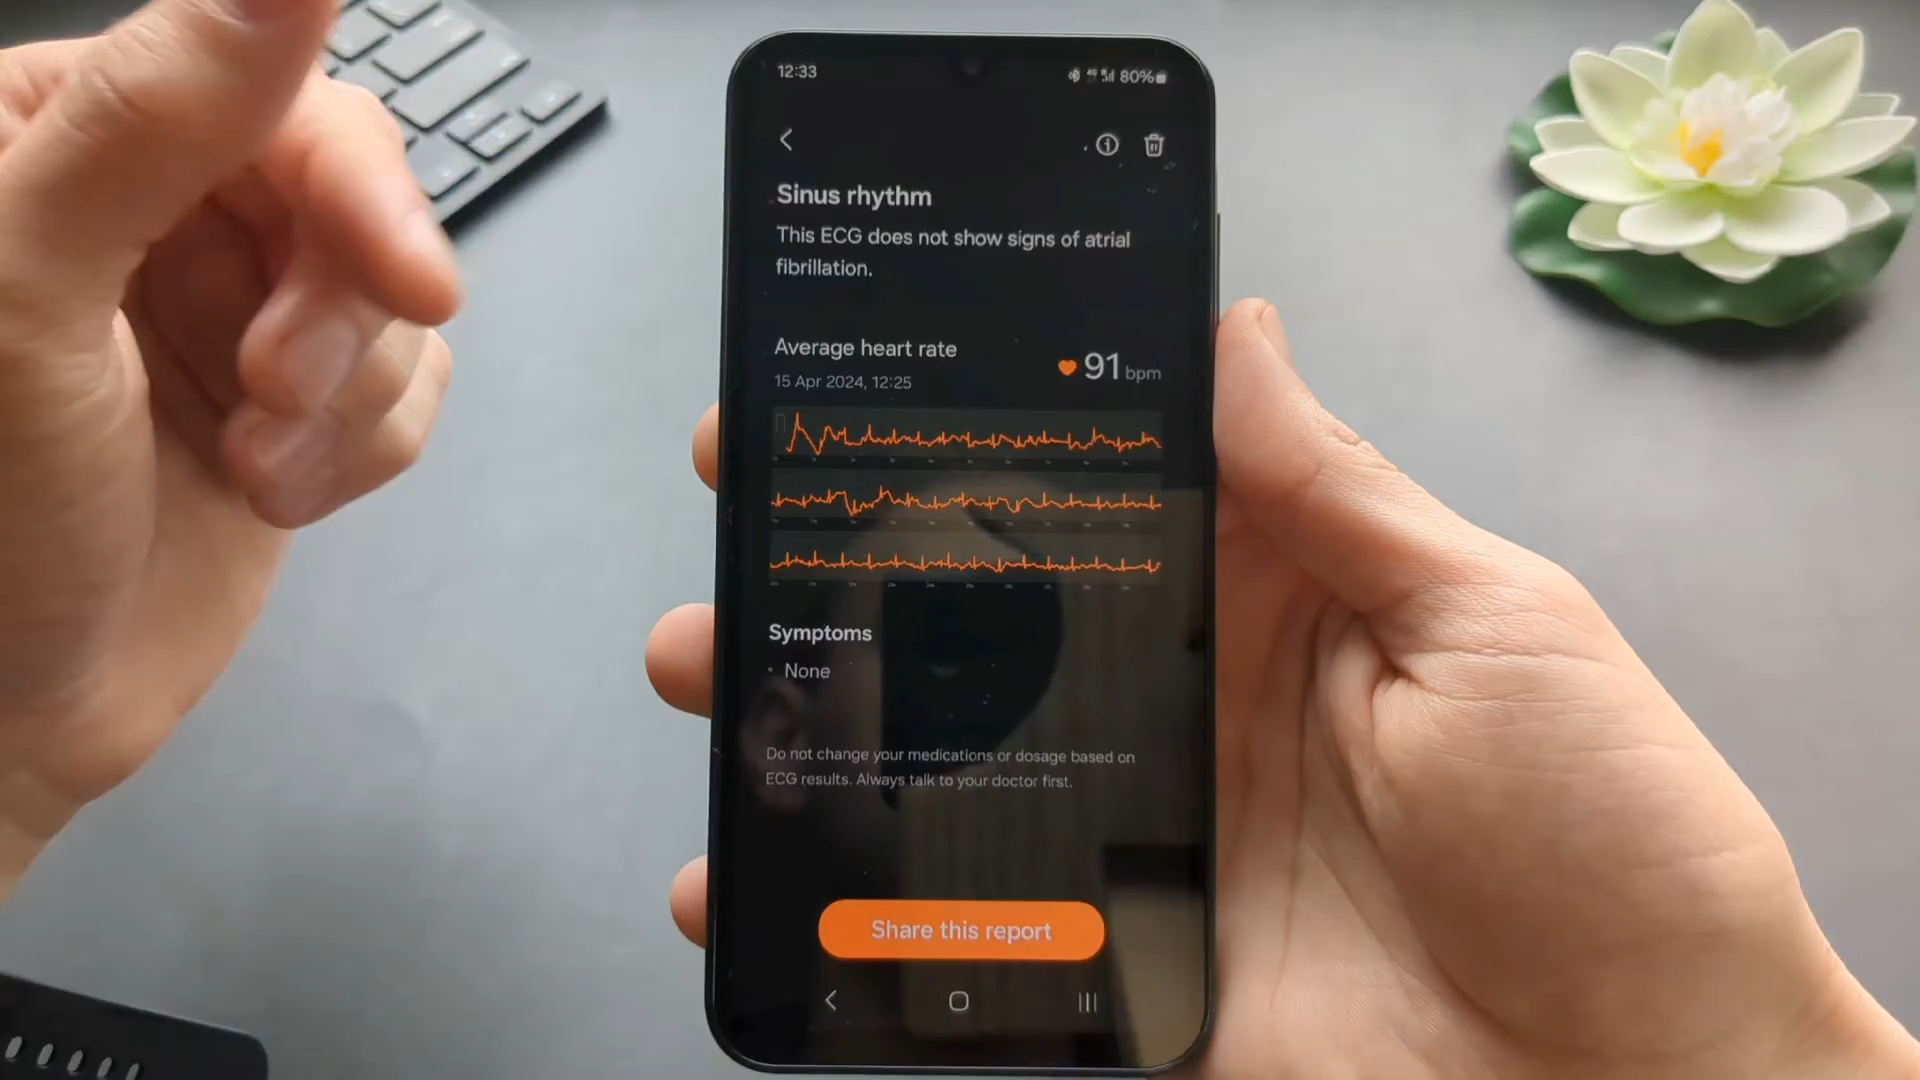 12:33
4G 80%
Sinus rhythm
This ECG does not show signs of atrial
fibrillation.
Average heart rate
91 bpm
15 Apr 2024, 12:25
Symptoms
• None
Do not change your medications or dosage based on
ECG results. Always talk to your doctor first.
Share this report